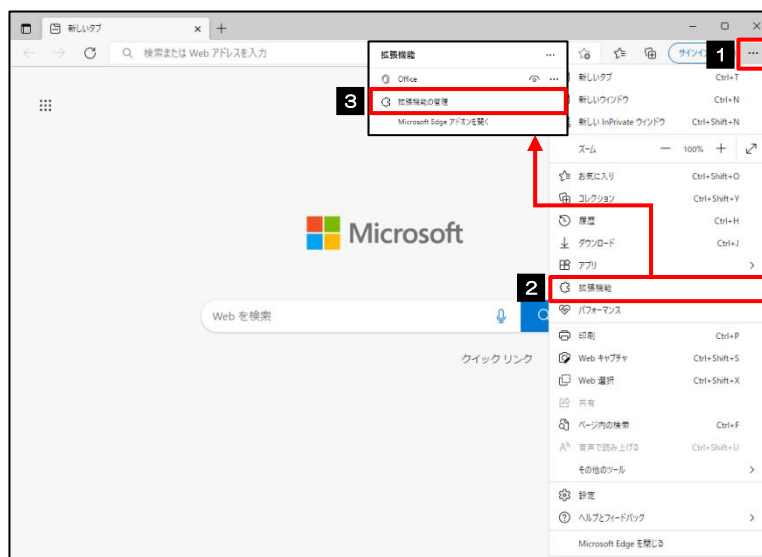 新しいタブ
検索または Web アドレスを入力
サインイン
1
拡張機能
Office
3
拡張機能の管理
Microsoft Edge アドオンを開く
新しいタブ Ctrl+T
新しいウィンドウ Ctrl+N
新しい InPrivate ウィンドウ Ctrl+Shift+N
ズーム 100%
お気に入り Ctrl+Shift+O
コレクション Ctrl+Shift+Y
履歴 Ctrl+H
ダウンロード Ctrl+J
アプリ
2
拡張機能
パフォーマンス
印刷 Ctrl+P
Web キャプチャ Ctrl+Shift+S
Web 選択 Ctrl+Shift+X
共有
ページ内の検索 Ctrl+F
音声で読み上げる Ctrl+Shift+U
その他のツール
設定
ヘルプとフィードバック
Microsoft Edge を閉じる
Microsoft
Web を検索
クイック リンク